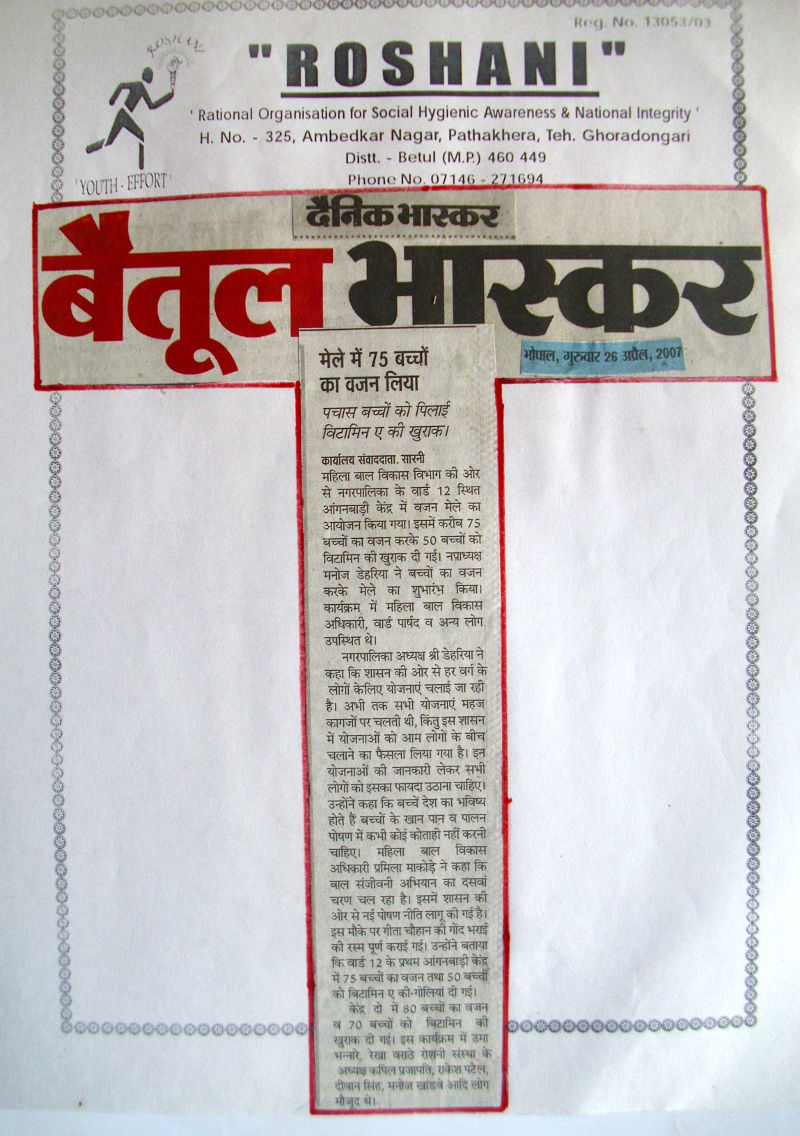 Reg. No. 13053/03
ROSHANI
"ROSHANI"
' Rational Organisation for Social Hygienic Awareness & National Integrity '
H. No. - 325, Ambedkar Nagar, Pathakhera, Teh. Ghoradongari
Distt. - Betul (M.P.) 460 449
'YOUTH - EFFORT'
Phone No. 07146 - 271694
दैनिक भास्कर
बैतूल भास्कर
भोपाल, गुरुवार 26 अप्रैल, 2007
मेले में 75 बच्चों
का वजन लिया
पचास बच्चों को पिलाई
विटामिन ए की खुराक।
कार्यालय संवाददाता. सारनी
महिला बाल विकास विभाग की ओर
से नगरपालिका के वार्ड 12 स्थित
आंगनबाड़ी केंद्र में वजन मेले का
आयोजन किया गया। इसमें करीब 75
बच्चों का वजन करके 50 बच्चों को
विटामिन की खुराक दी गई। नपाध्यक्ष
मनोज डेहरिया ने बच्चों का वजन
करके मेले का शुभारंभ किया।
कार्यक्रम में महिला बाल विकास
अधिकारी, वार्ड पार्षद व अन्य लोग
उपस्थित थे।
नगरपालिका अध्यक्ष श्री डेहरिया ने
कहा कि शासन की ओर से हर वर्ग के
लोगों केलिए योजनाएं चलाई जा रही
है। अभी तक सभी योजनाएं महज
कागजों पर चलती थी, किंतु इस शासन
में योजनाओं को आम लोगों के बीच
चलाने का फैसला लिया गया है। इन
योजनाओं की जानकारी लेकर सभी
लोगों को इसका फायदा उठाना चाहिए।
उन्होंने कहा कि बच्चें देश का भविष्य
होते हैं बच्चों के खान पान व पालन
पोषण में कभी कोई कोताही नहीं करनी
चाहिए। महिला बाल विकास
अधिकारी प्रमिला माकोड़े ने कहा कि
बाल संजीवनी अभियान का दसवां
चरण चल रहा है। इसमें शासन की
ओर से नई पोषण नीति लागू की गई है।
इस मौके पर गीता चौहान की गोंद भराई
की रस्म पूर्ण कराई गई। उन्होंने बताया
कि वार्ड 12 के प्रथम आंगनबाड़ी केंद्र
में 75 बच्चों का वजन तथा 50 बच्चों
को बिटामिन ए की-गोलियां दी गई।
केंद्र दो में 80 बच्चों का वजन
व 70 बच्चों को बिटामिन की
खुराक दी गई। इस कार्यक्रम में उमा
भन्नारे, रेखा वराठे रोशनी संस्था के
अध्यक्ष कपिल प्रजापति, राकेश पटेल,
दीवान सिंह, मनोज खांडवे आदि लोग
मौजूद थे।